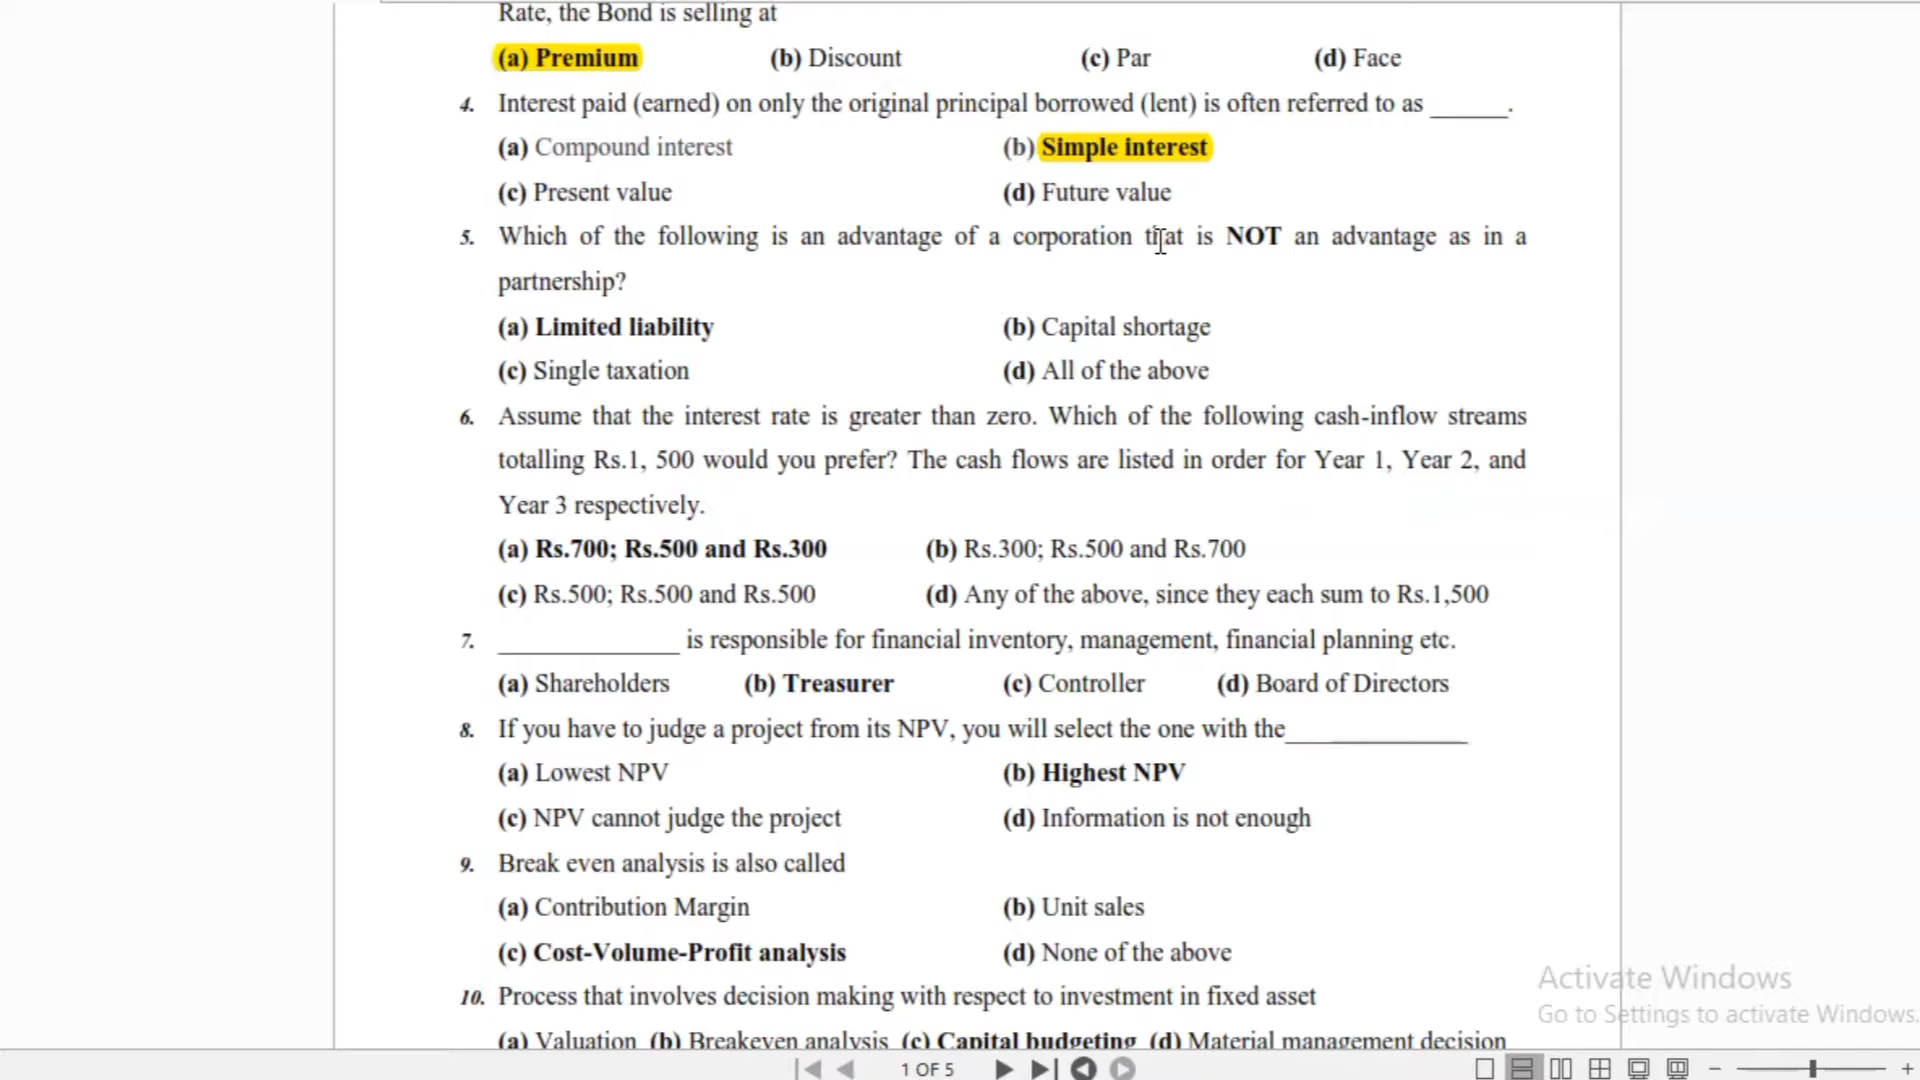 Rate, the Bond is selling at
(a) Premium (b) Discount (c) Par (d) Face
4. Interest paid (earned) on only the original principal borrowed (lent) is often referred to as ______.
(a) Compound interest (b) Simple interest
(c) Present value (d) Future value
5. Which of the following is an advantage of a corporation that is NOT an advantage as in a
partnership?
(a) Limited liability (b) Capital shortage
(c) Single taxation (d) All of the above
6. Assume that the interest rate is greater than zero. Which of the following cash-inflow streams
totalling Rs.1, 500 would you prefer? The cash flows are listed in order for Year 1, Year 2, and
Year 3 respectively.
(a) Rs.700; Rs.500 and Rs.300 (b) Rs.300; Rs.500 and Rs.700
(c) Rs.500; Rs.500 and Rs.500 (d) Any of the above, since they each sum to Rs.1,500
7. ______________ is responsible for financial inventory, management, financial planning etc.
(a) Shareholders (b) Treasurer (c) Controller (d) Board of Directors
8. If you have to judge a project from its NPV, you will select the one with the______________
(a) Lowest NPV (b) Highest NPV
(c) NPV cannot judge the project (d) Information is not enough
9. Break even analysis is also called
(a) Contribution Margin (b) Unit sales
(c) Cost-Volume-Profit analysis (d) None of the above
10. Process that involves decision making with respect to investment in fixed asset
(a) Valuation (b) Breakeven analysis (c) Capital budgeting (d) Material management decision
Activate Windows
Go to Settings to activate Windows.
1 OF 5